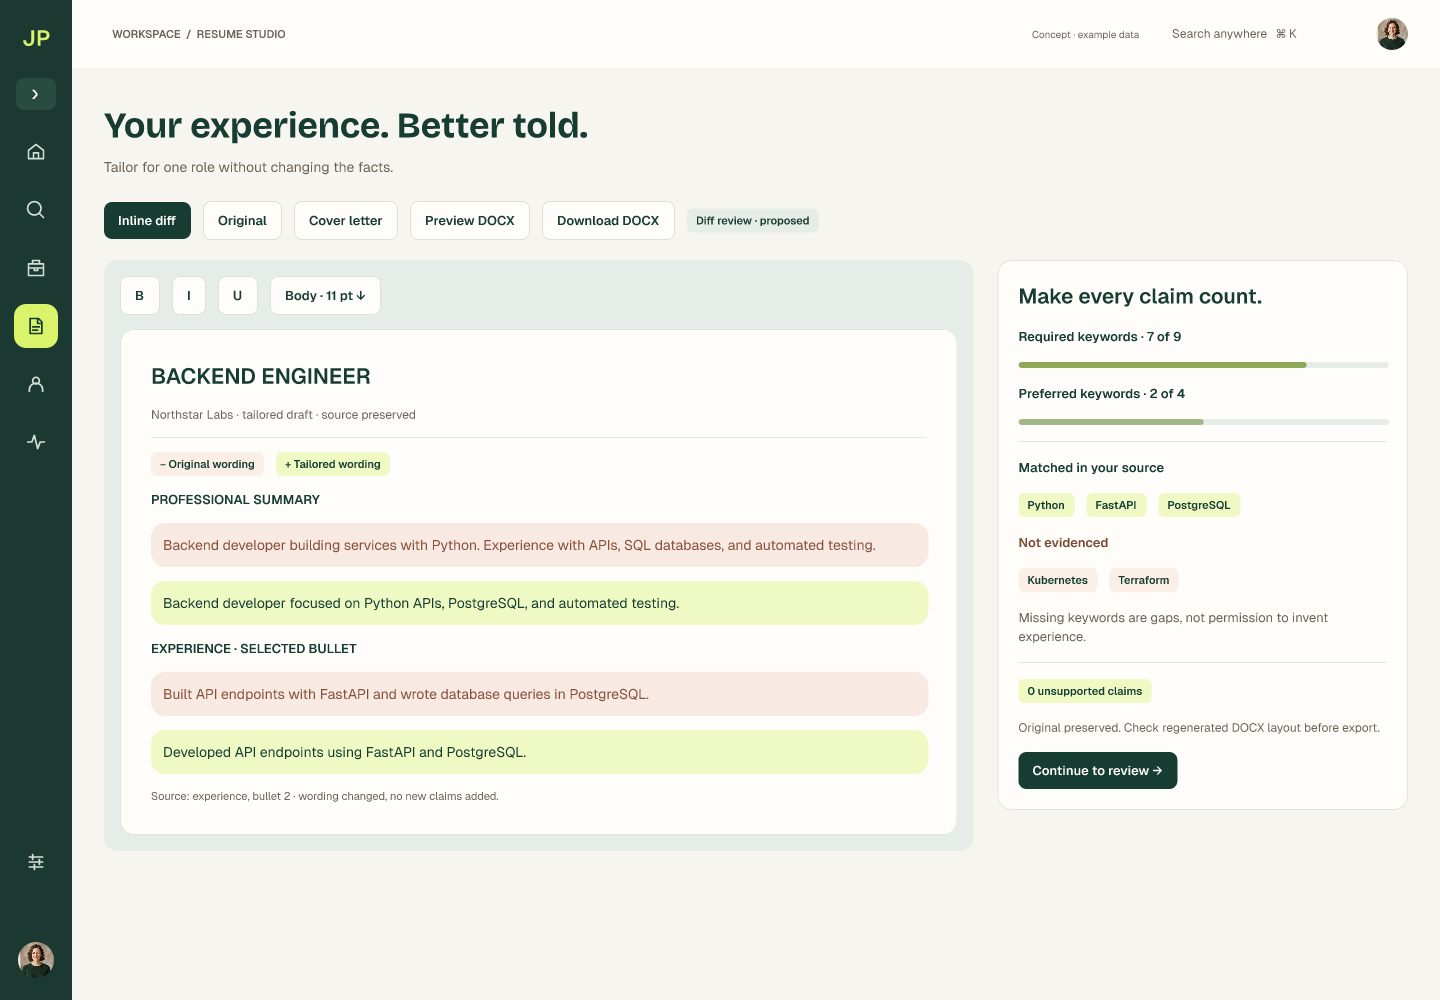 JP
WORKSPACE / RESUME STUDIO
Concept · example data
Search anywhere ⌘ K
Your experience. Better told.
Tailor for one role without changing the facts.
Inline diff
Original
Cover letter
Preview DOCX
Download DOCX
Diff review · proposed
B
I
U
Body · 11 pt ↓
BACKEND ENGINEER
Northstar Labs · tailored draft · source preserved
− Original wording
+ Tailored wording
PROFESSIONAL SUMMARY
Backend developer building services with Python. Experience with APIs, SQL databases, and automated testing.
Backend developer focused on Python APIs, PostgreSQL, and automated testing.
EXPERIENCE · SELECTED BULLET
Built API endpoints with FastAPI and wrote database queries in PostgreSQL.
Developed API endpoints using FastAPI and PostgreSQL.
Source: experience, bullet 2 · wording changed, no new claims added.
Make every claim count.
Required keywords · 7 of 9
Preferred keywords · 2 of 4
Matched in your source
Python
FastAPI
PostgreSQL
Not evidenced
Kubernetes
Terraform
Missing keywords are gaps, not permission to invent
experience.
0 unsupported claims
Original preserved. Check regenerated DOCX layout before export.
Continue to review →